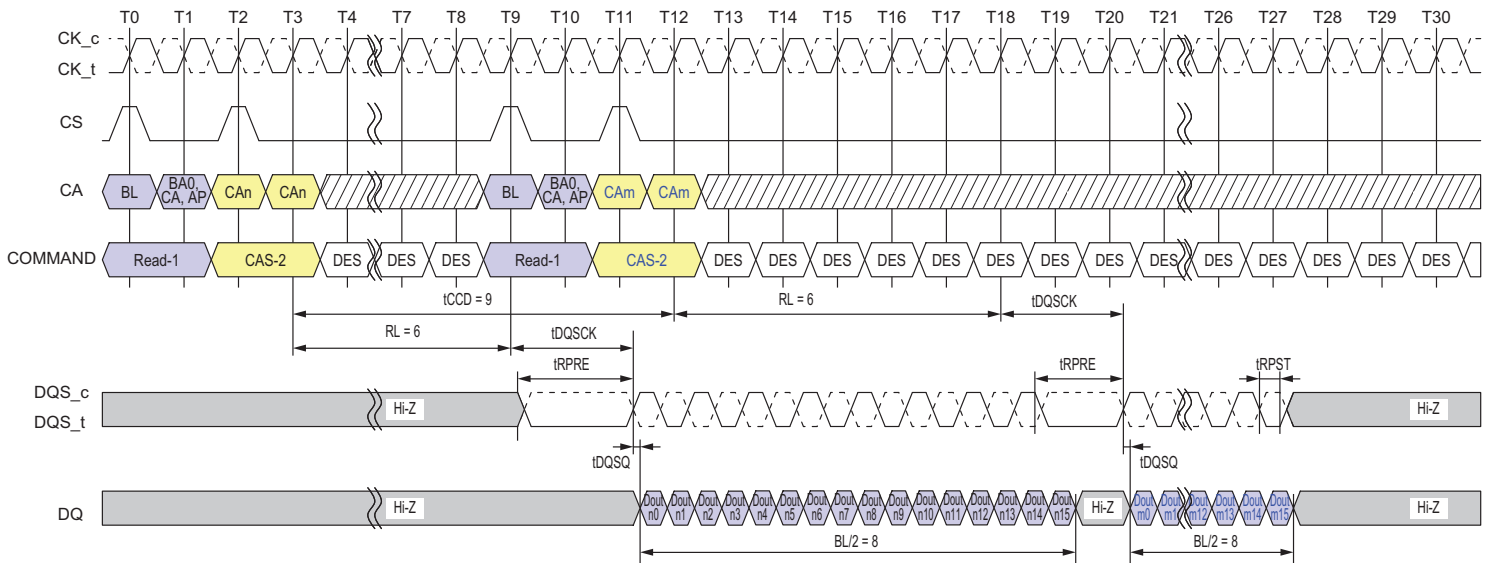 T0 T1 T2 T3 T4 T7 T8 T9 T10 T11 T12 T13 T14 T15 T16 T17 T18 T19 T20 T21 T26 T27 T28 T29 T30
CK_c
CK_t
CS
CA BL BA0, CA, AP CAn CAn BL BA0, CA, AP CAm CAm
COMMAND Read-1 CAS-2 DES DES DES Read-1 CAS-2 DES DES DES DES DES DES DES DES DES DES DES DES DES DES
tCCD = 9 RL = 6 tDQSCK
RL = 6 tDQSCK
tRPRE tRPRE tRPST
DQS_c
DQS_t
Hi-Z Hi-Z
tDQSQ tDQSQ
DQ Hi-Z Dout n0 Dout n1 Dout n2 Dout n3 Dout n4 Dout n5 Dout n6 Dout n7 Dout n8 Dout n9 Dout n10 Dout n11 Dout n12 Dout n13 Dout n14 Dout n15 Hi-Z Dout m0 Dout m1 Dout m12 Dout m13 Dout m14 Dout m15 Hi-Z
BL/2 = 8 BL/2 = 8